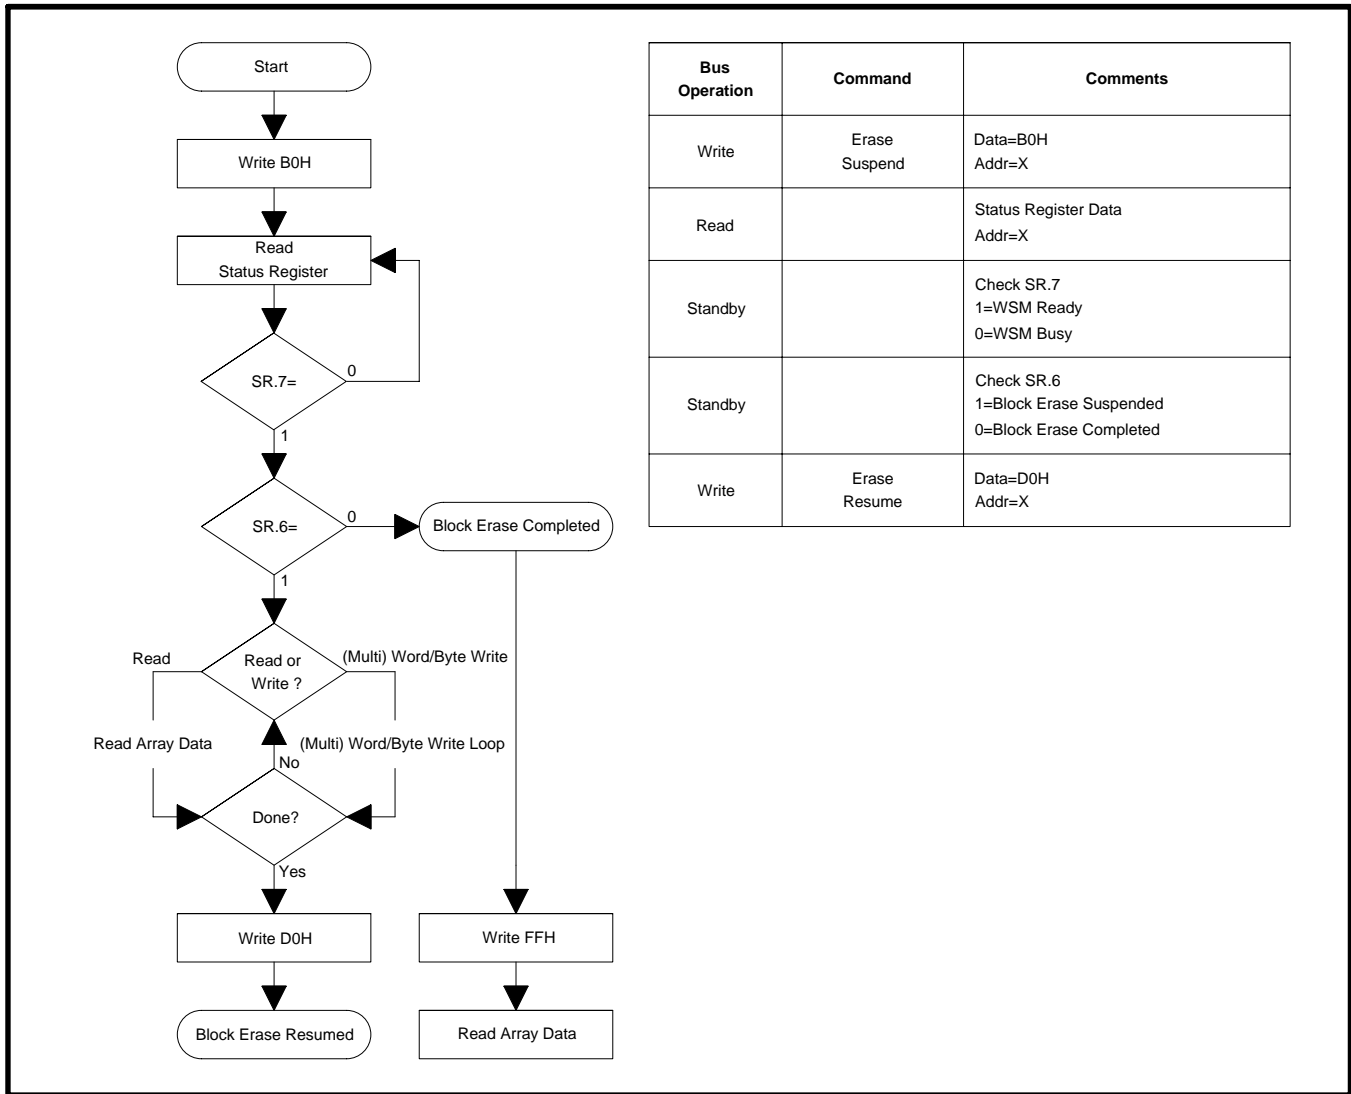 Start
Write B0H
Read
Status Register
SR.7=
0
1
SR.6=
0
Block Erase Completed
1
Read
Read or
Write ?
(Multi) Word/Byte Write
Read Array Data
(Multi) Word/Byte Write Loop
No
Done?
Yes
Write D0H
Write FFH
Block Erase Resumed
Read Array Data
Bus
Operation
Command
Comments
Write
Erase
Suspend
Data=B0H
Addr=X
Read
Status Register Data
Addr=X
Standby
Check SR.7
1=WSM Ready
0=WSM Busy
Standby
Check SR.6
1=Block Erase Suspended
0=Block Erase Completed
Write
Erase
Resume
Data=D0H
Addr=X